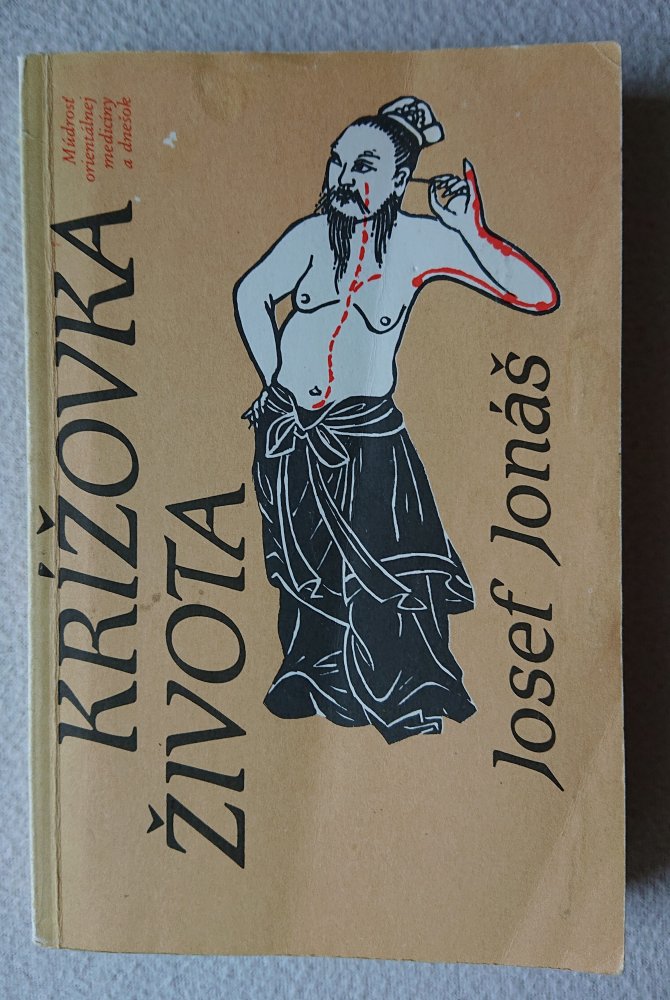 Múdrosť
orientálnej
medicíny
a dnešok
KRÍŽOVKA
ŽIVOTA
Josef Jonáš